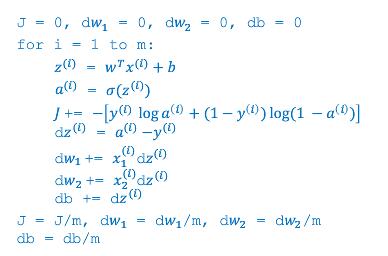 J = 0, dw₁ = 0, dw₂ = 0, db = 0
for i = 1 to m:
z⁽ⁱ⁾ = wᵀx⁽ⁱ⁾ + b
a⁽ⁱ⁾ = σ(z⁽ⁱ⁾)
J += −[y⁽ⁱ⁾ log a⁽ⁱ⁾ + (1 − y⁽ⁱ⁾) log(1 − a⁽ⁱ⁾)]
dz⁽ⁱ⁾ = a⁽ⁱ⁾ −y⁽ⁱ⁾
dw₁ += x₁⁽ⁱ⁾dz⁽ⁱ⁾
dw₂ += x₂⁽ⁱ⁾dz⁽ⁱ⁾
db += dz⁽ⁱ⁾
J = J/m, dw₁ = dw₁/m, dw₂ = dw₂/m
db = db/m